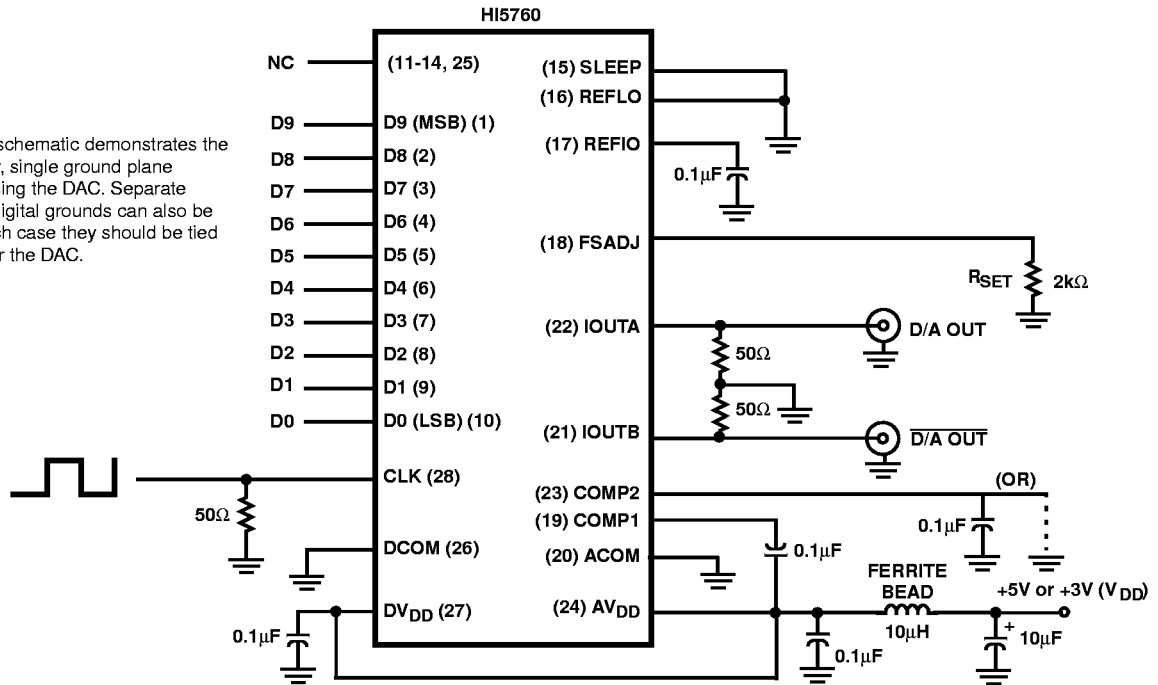 HI5760
NC
(11-14, 25)
(15) SLEEP
(16) REFLO
D9
D9 (MSB) (1)
(17) REFIO
0.1µF
schematic demonstrates the
single ground plane
the DAC. Separate
grounds can also be
case they should be tied
the DAC.
D8
D8 (2)
D7
D7 (3)
D6
D6 (4)
(18) FSADJ
RSET
2kΩ
D5
D5 (5)
D4
D4 (6)
D3
D3 (7)
(22) IOUTA
D/A OUT
50Ω
D2
D2 (8)
D1
D1 (9)
50Ω
D0
D0 (LSB) (10)
(21) IOUTB
D/A OUT
CLK (28)
50Ω
(23) COMP2
(OR)
0.1µF
(19) COMP1
0.1µF
DCOM (26)
(20) ACOM
FERRITE
BEAD
10µH
+5V or +3V (VDD)
DVDD (27)
(24) AVDD
0.1µF
0.1µF
+
10µF